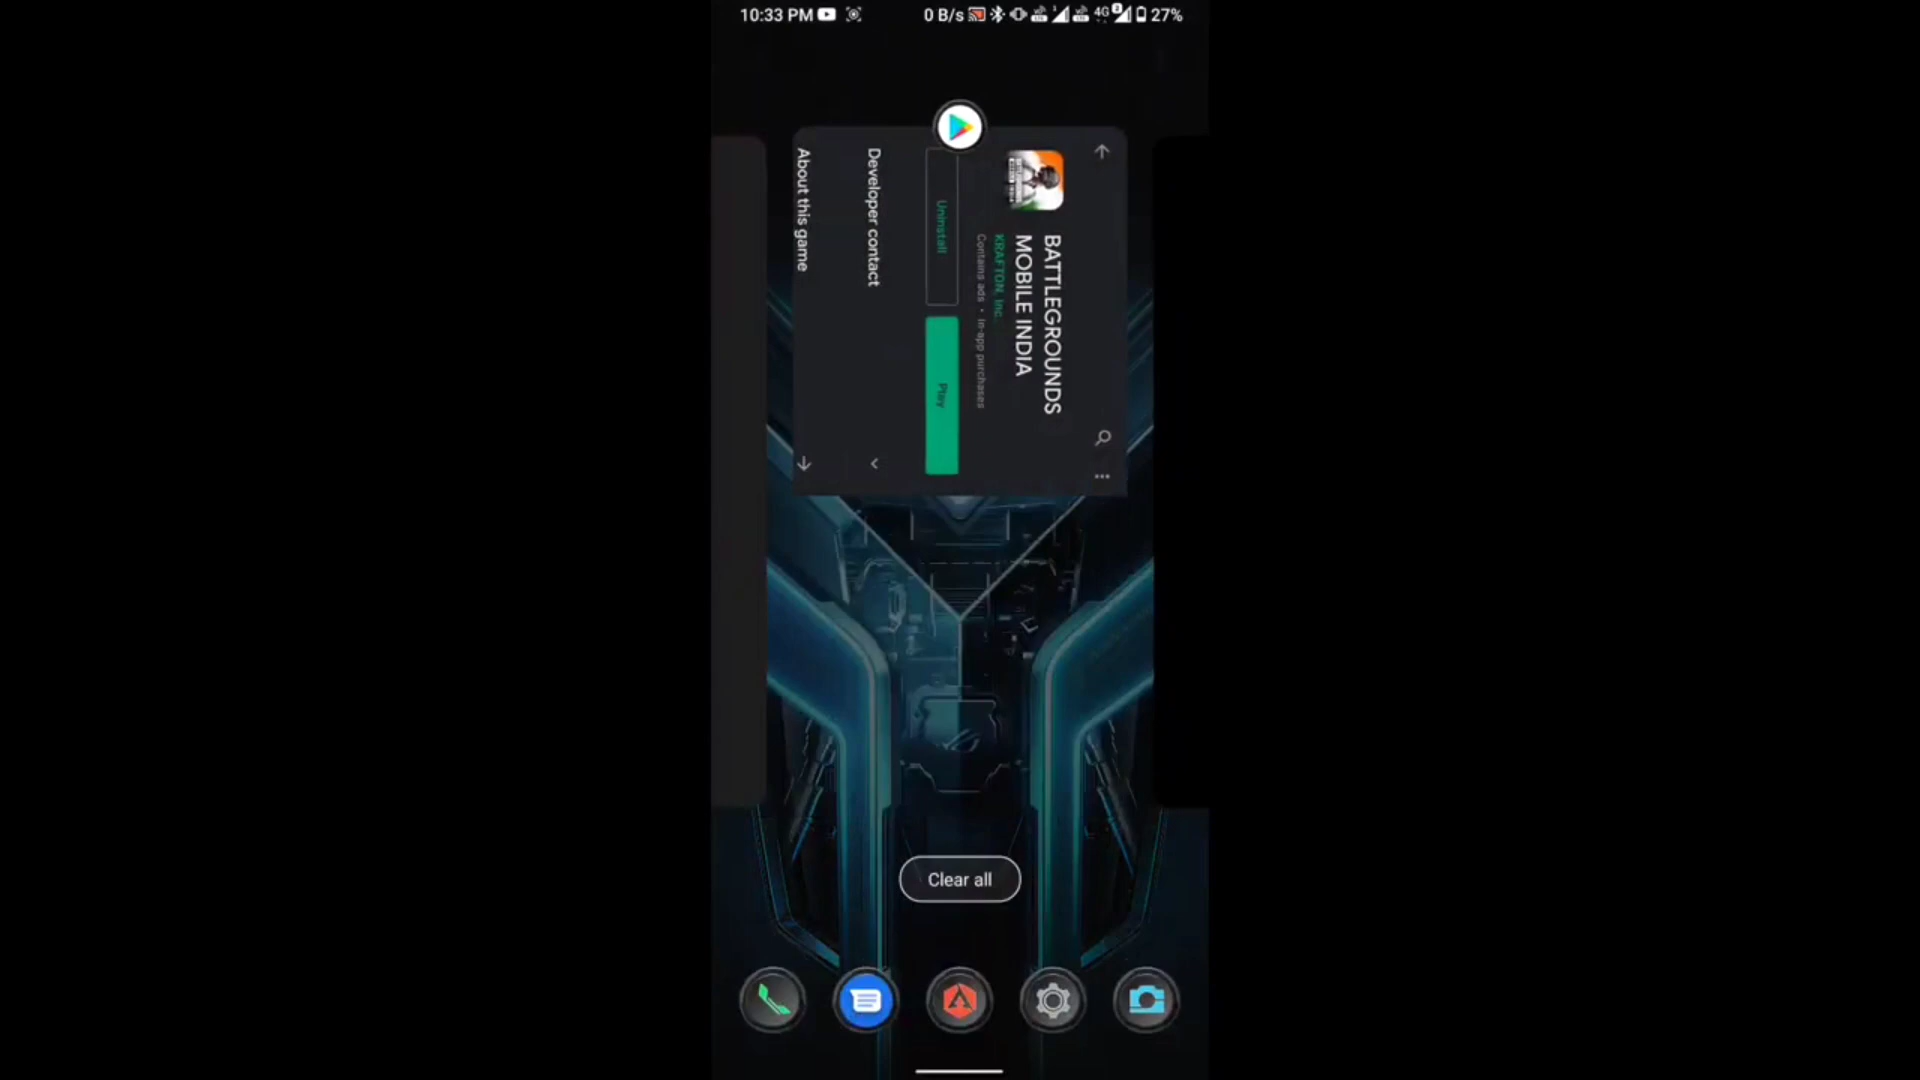 10:33 PM
0 B/s
4G
27%
BATTLEGROUNDS
MOBILE INDIA
KRAFTON, Inc.
Contains ads • In-app purchases
Uninstall
Play
Developer contact
About this game
Clear all